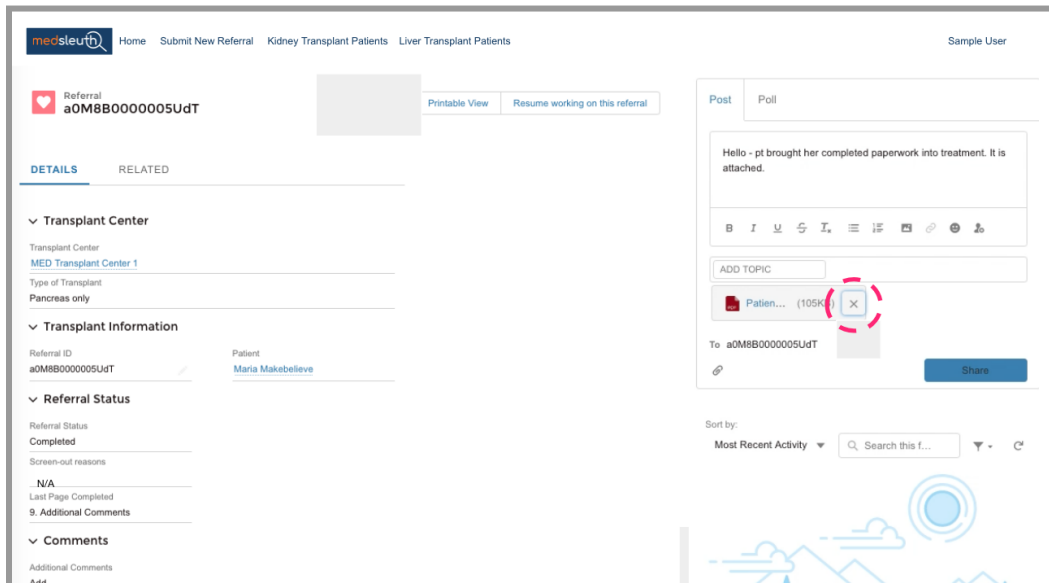 medsleuth Home Submit New Referral Kidney Transplant Patients Liver Transplant Patients Sample User
Referral
a0M8B0000005UdT
Printable View Resume working on this referral
DETAILS RELATED
Transplant Center
Transplant Center
MED Transplant Center 1
Type of Transplant
Pancreas only
Transplant Information
Referral ID Patient
a0M8B0000005UdT Maria Makebelieve
Referral Status
Referral Status
Completed
Screen-out reasons
N/A
Last Page Completed
9. Additional Comments
Comments
Additional Comments
Add
Post Poll
Hello - pt brought her completed paperwork into treatment. It is
attached.
B I U S Tx
ADD TOPIC
Patien... (105KB)
To a0M8B0000005UdT
Share
Sort by:
Most Recent Activity Search this f...